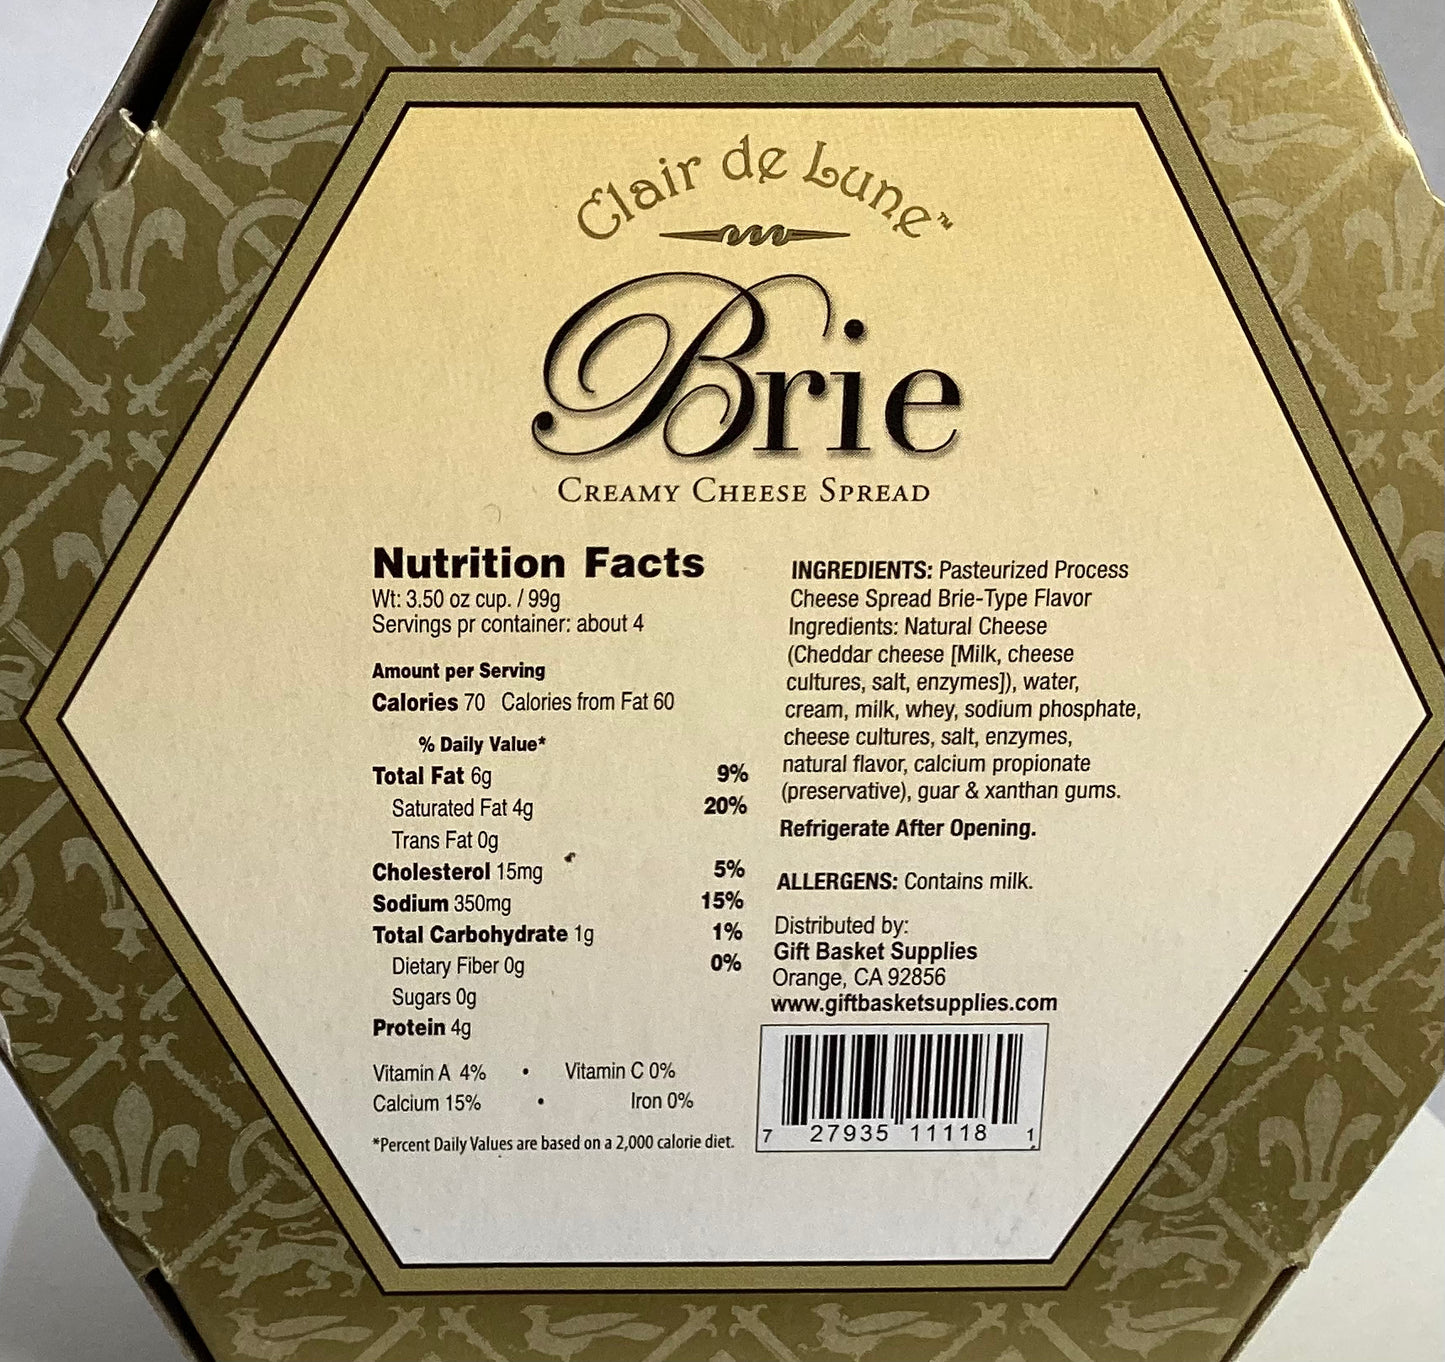 Clair de Lune™
Brie
CREAMY CHEESE SPREAD
Nutrition Facts
Wt: 3.50 oz cup. / 99g
Servings pr container: about 4
Amount per Serving
Calories 70 Calories from Fat 60
% Daily Value*
Total Fat 6g 9%
Saturated Fat 4g 20%
Trans Fat 0g
Cholesterol 15mg 5%
Sodium 350mg 15%
Total Carbohydrate 1g 1%
Dietary Fiber 0g 0%
Sugars 0g
Protein 4g
Vitamin A 4% • Vitamin C 0%
Calcium 15% • Iron 0%
*Percent Daily Values are based on a 2,000 calorie diet.
INGREDIENTS: Pasteurized Process
Cheese Spread Brie-Type Flavor
Ingredients: Natural Cheese
(Cheddar cheese [Milk, cheese
cultures, salt, enzymes]), water,
cream, milk, whey, sodium phosphate,
cheese cultures, salt, enzymes,
natural flavor, calcium propionate
(preservative), guar & xanthan gums.
Refrigerate After Opening.
ALLERGENS: Contains milk.
Distributed by:
Gift Basket Supplies
Orange, CA 92856
www.giftbasketsupplies.com
7 27935 11118 1